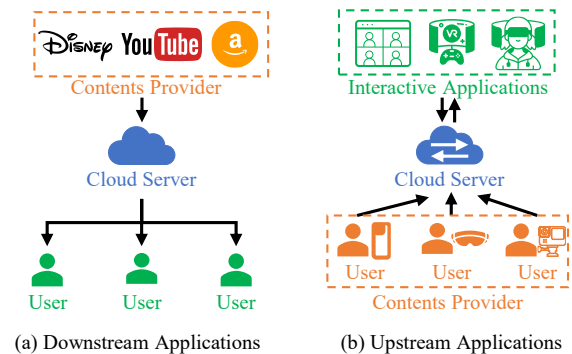 Disney YouTube a
Contents Provider
Cloud Server
User User User
(a) Downstream Applications
VR
Interactive Applications
Cloud Server
User User User
Contents Provider
(b) Upstream Applications